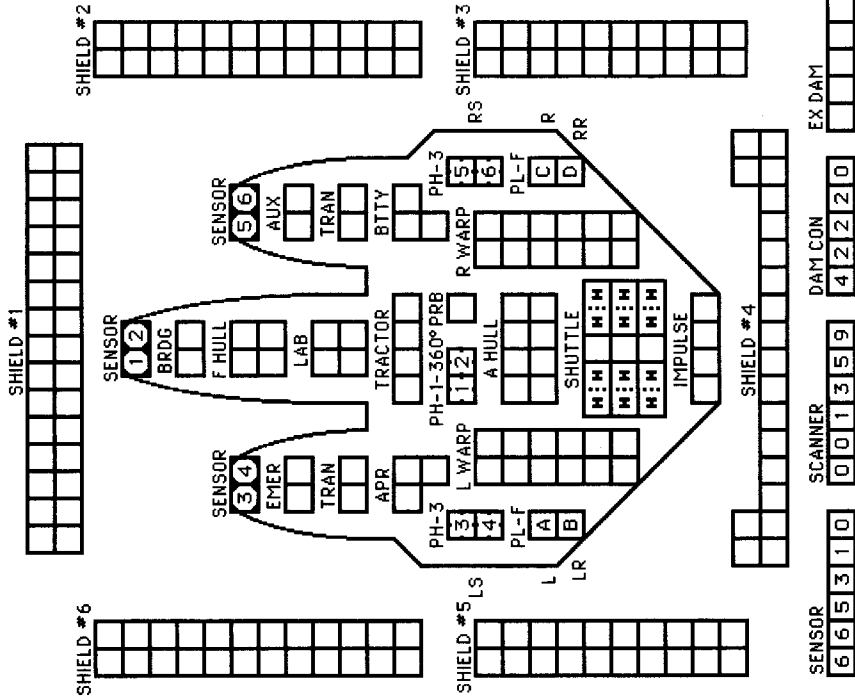 SHIELD #1
SHIELD #2
SHIELD #6
SENSOR
1 2
BRDG
F HULL
LAB
SENSOR
3 4
EMER
TRAN
APR
SENSOR
5 6
AUX
TRAN
BTTY
TRACTOR
PH-1-360° PRB
1 2
A HULL
SHUTTLE
H H
H H
H H
H H
H H
H H
IMPULSE
L WARP
R WARP
PH-3
3
4
PL-F
A
B
LS
L
LR
PH-3
5
6
PL-F
C
D
RS
R
RR
SHIELD #5
SHIELD #3
SHIELD #4
SENSOR
6 6 5 3 1 0
SCANNER
0 0 1 3 5 9
DAM CON
4 2 2 2 0
EX DAM